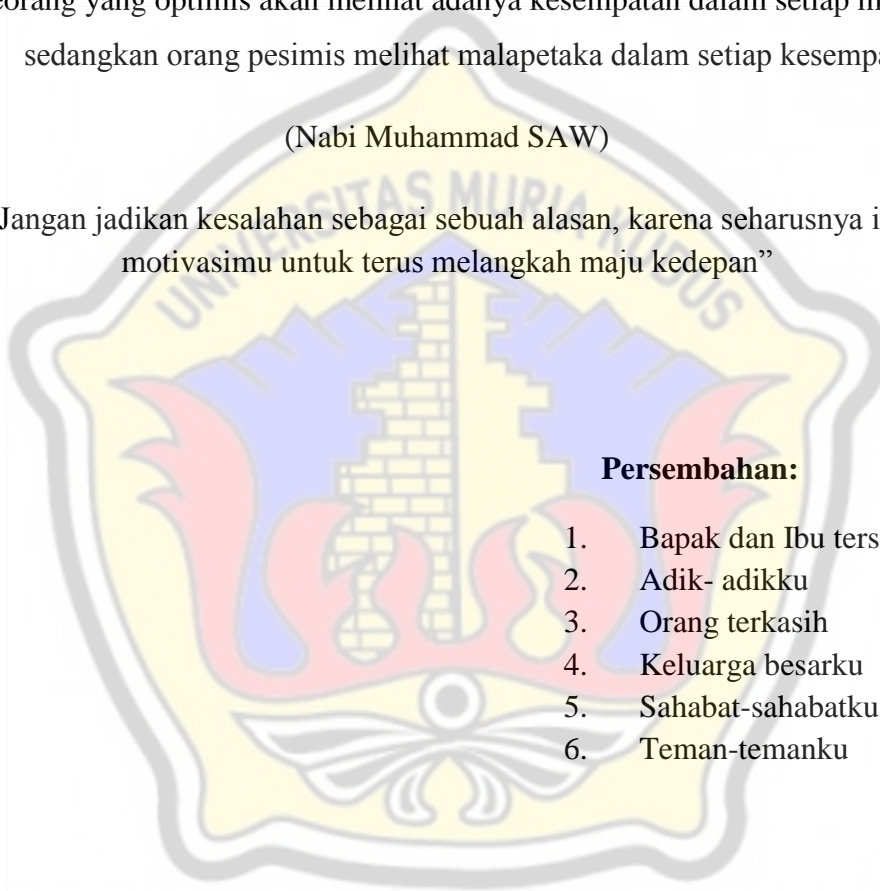 yang optimis akan melihat adanya kesempatan dalam setiap
sedangkan orang pesimis melihat malapetaka dalam setiap
(Nabi Muhammad SAW)
UNIVERSITAS MURIA KUDUS
Jangan jadikan kesalahan sebagai sebuah alasan, karena seharusnya
motivasimu untuk terus melangkah maju kedepan”
Persembahan:
1. Bapak dan Ibu
2. Adik- adikku
3. Orang terkasih
4. Keluarga besarku
5. Sahabat-sahabatku
6. Teman-temanku